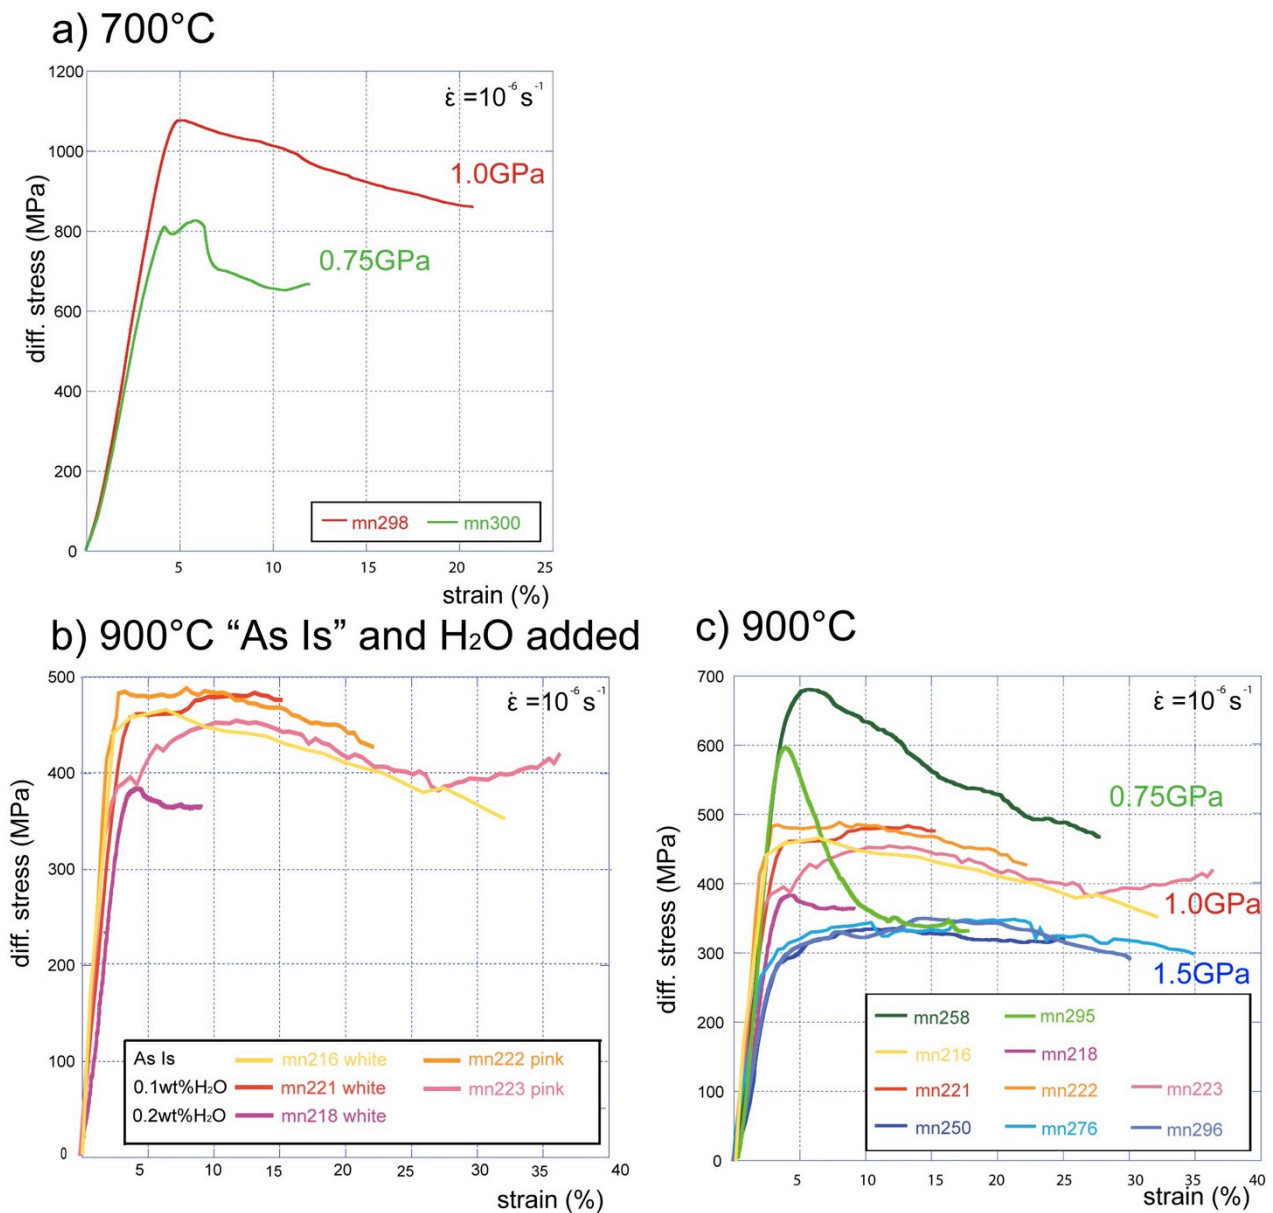 a) 700°C
1200
1000
800
600
400
200
0
diff. stress (MPa)
ε̇ =10⁻⁶s⁻¹
1.0GPa
0.75GPa
mn298 mn300
5 10 15 20 25
strain (%)
b) 900°C “As Is” and H₂O added
500
400
300
200
100
0
diff. stress (MPa)
ε̇ =10⁻⁶s⁻¹
As Is mn216 white mn222 pink
0.1wt%H₂O mn221 white mn223 pink
0.2wt%H₂O mn218 white
5 10 15 20 25 30 35 40
strain (%)
c) 900°C
700
600
500
400
300
200
100
0
diff. stress (MPa)
ε̇ =10⁻⁶s⁻¹
0.75GPa
1.0GPa
1.5GPa
mn258 mn295
mn216 mn218
mn221 mn222 mn223
mn250 mn276 mn296
5 10 15 20 25 30 35 40
strain (%)